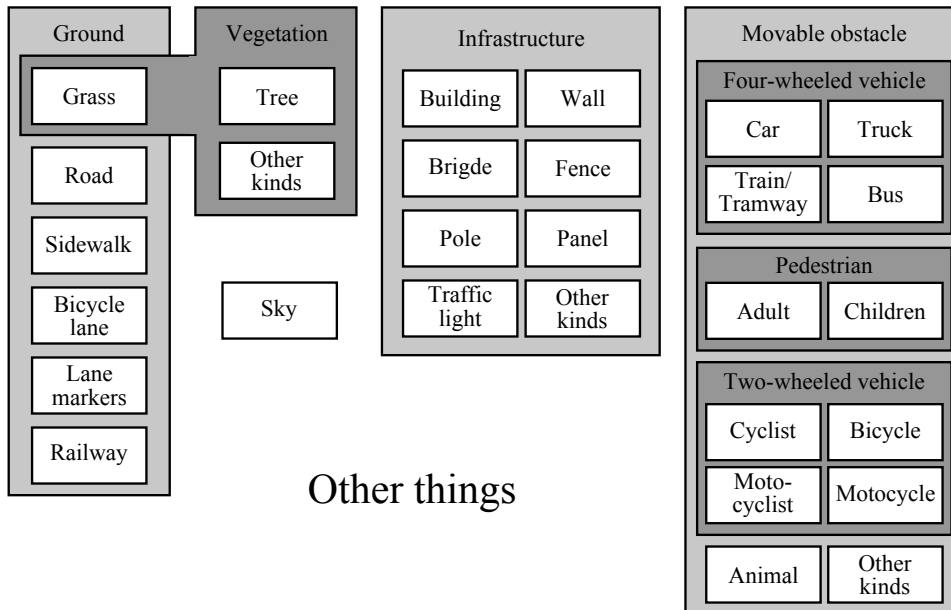 Ground
Grass
Road
Sidewalk
Bicycle
lane
Lane
markers
Railway
Vegetation
Tree
Other
kinds
Sky
Infrastructure
Building
Wall
Brigde
Fence
Pole
Panel
Traffic
light
Other
kinds
Movable obstacle
Four-wheeled vehicle
Car
Truck
Train/
Tramway
Bus
Pedestrian
Adult
Children
Two-wheeled vehicle
Cyclist
Bicycle
Moto-
cyclist
Motocycle
Animal
Other
kinds
Other things